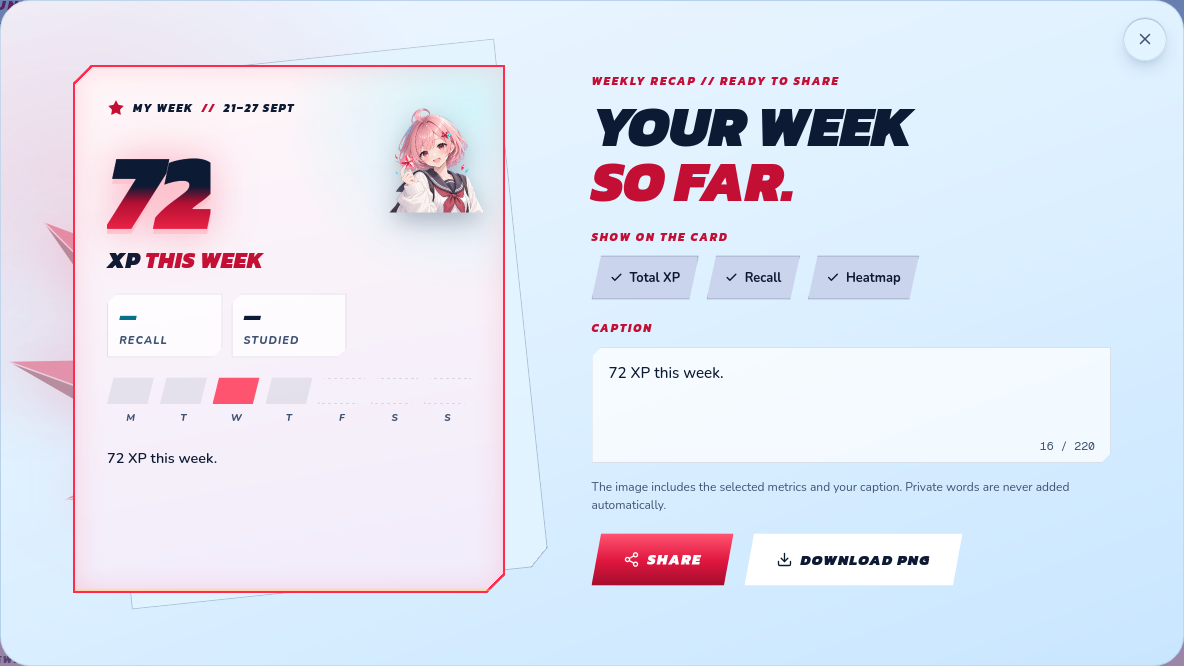 MY WEEK // 21–27 SEPT
72
XP THIS WEEK
–
RECALL
–
STUDIED
M T W T F S S
72 XP this week.
WEEKLY RECAP // READY TO SHARE
YOUR WEEK
SO FAR.
SHOW ON THE CARD
Total XP
Recall
Heatmap
CAPTION
72 XP this week.
16 / 220
The image includes the selected metrics and your caption. Private words are never added
automatically.
SHARE
DOWNLOAD PNG